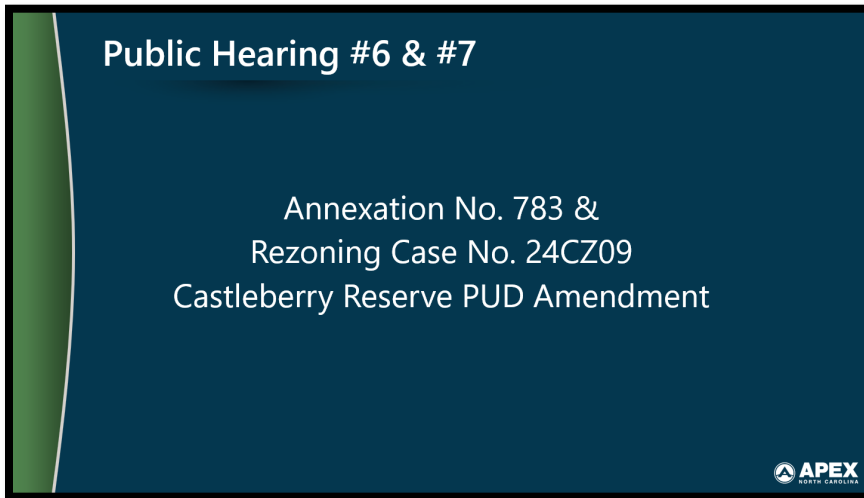 Public Hearing #6 & #7
Annexation No. 783 &
Rezoning Case No. 24CZ09
Castleberry Reserve PUD Amendment
APEX
NORTH CAROLINA